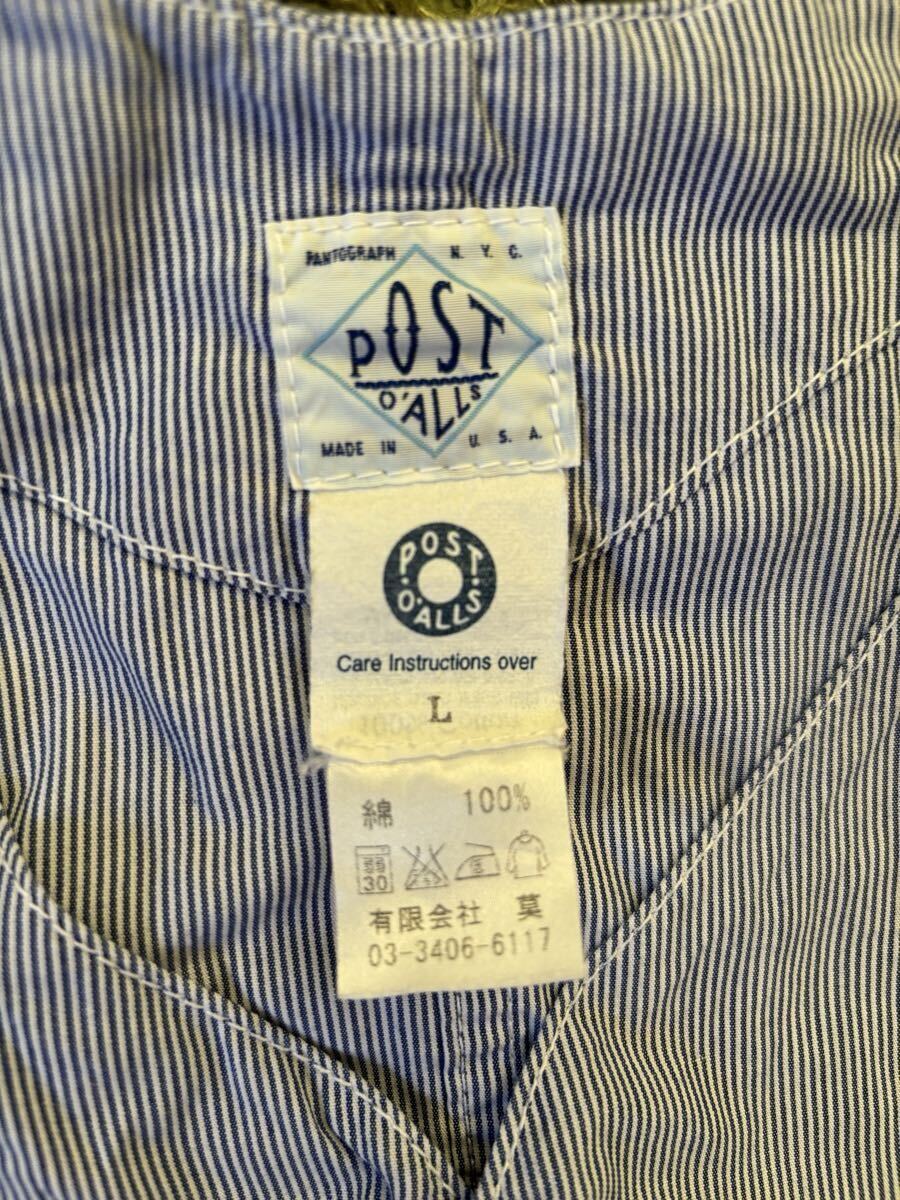 PANTOGRAPH N. Y. C.
POST
O'ALLS
MADE IN U. S. A.
POST
O'ALLS
Care Instructions over
L
綿 100%
弱
30
有限会社 莫
03-3406-6117